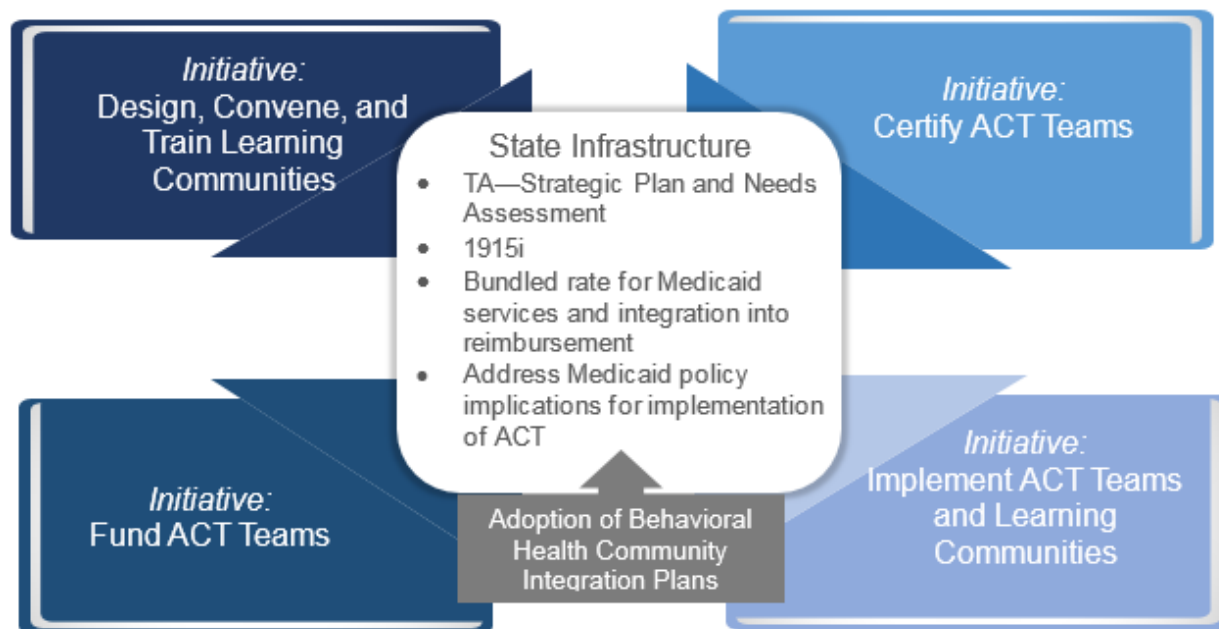 Initiative:
Design, Convene, and
Train Learning
Communities
Initiative:
Certify ACT Teams
State Infrastructure
• TA—Strategic Plan and Needs
Assessment
• 1915i
• Bundled rate for Medicaid
services and integration into
reimbursement
• Address Medicaid policy
implications for implementation
of ACT
Initiative:
Fund ACT Teams
Adoption of Behavioral
Health Community
Integration Plans
Initiative:
Implement ACT Teams
and Learning
Communities